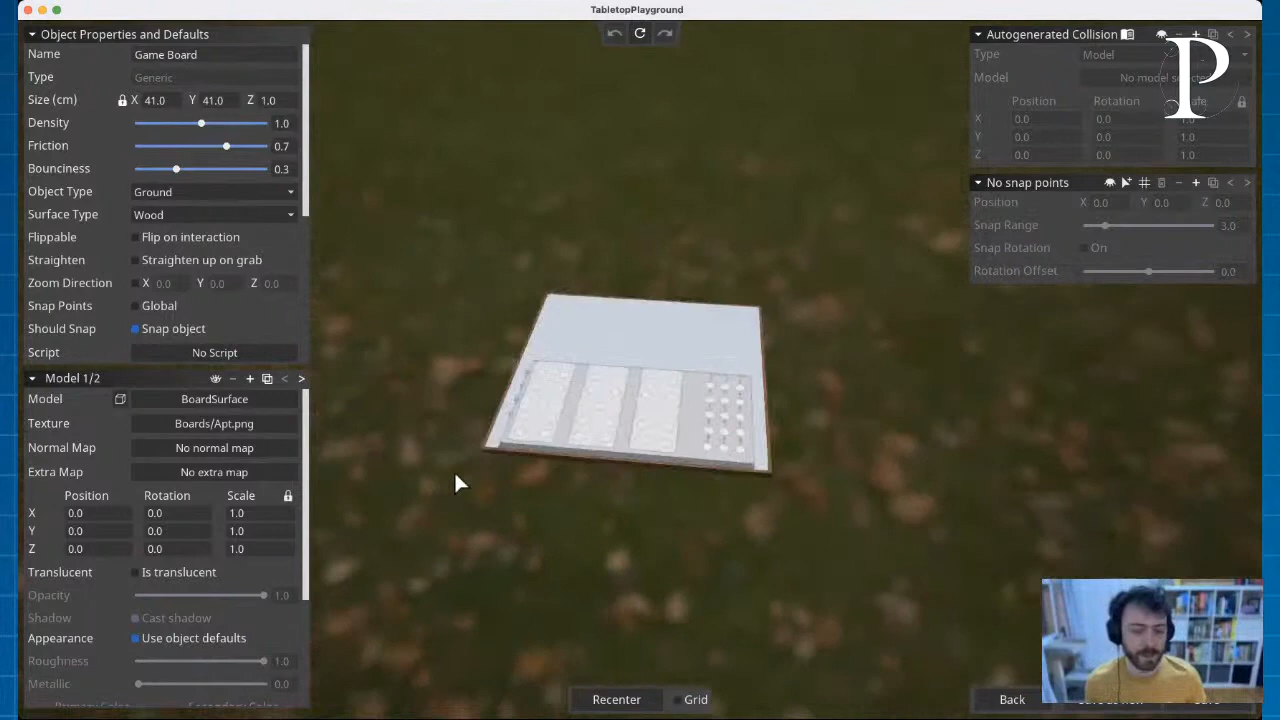 TabletopPlayground
Object Properties and Defaults
Name Game Board
Type Generic
Size (cm) X 41.0 Y 41.0 Z 1.0
Density 1.0
Friction 0.7
Bounciness 0.3
Object Type Ground
Surface Type Wood
Flippable Flip on interaction
Straighten Straighten up on grab
Zoom Direction X 0.0 Y 0.0 Z 0.0
Snap Points Global
Should Snap Snap object
Script No Script
Model 1/2
Model BoardSurface
Texture Boards/Apt.png
Normal Map No normal map
Extra Map No extra map
Position Rotation Scale
X 0.0 0.0 1.0
Y 0.0 0.0 1.0
Z 0.0 0.0 1.0
Translucent Is translucent
Opacity 1.0
Shadow Cast shadow
Appearance Use object defaults
Roughness 1.0
Metallic 0.0
Autogenerated Collision
Type Model
Model No model selected
Position Rotation
X 0.0 0.0 1.0
Y 0.0 0.0 1.0
Z 0.0 0.0 1.0
P
No snap points
Position X 0.0 Y 0.0 Z 0.0
Snap Range 3.0
Snap Rotation On
Rotation Offset 0.0
Recenter Grid
Back